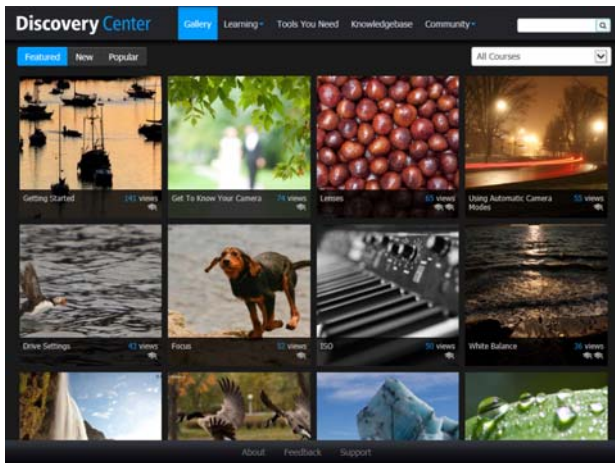 Discovery Center
Gallery Learning Tools You Need Knowledgebase Community
Featured New Popular
All Courses
Getting Started 141 views
Get To Know Your Camera 74 views
Lenses 65 views
Using Automatic Camera Modes 55 views
Drive Settings 43 views
Focus 52 views
ISO 50 views
White Balance 36 views
About Feedback Support